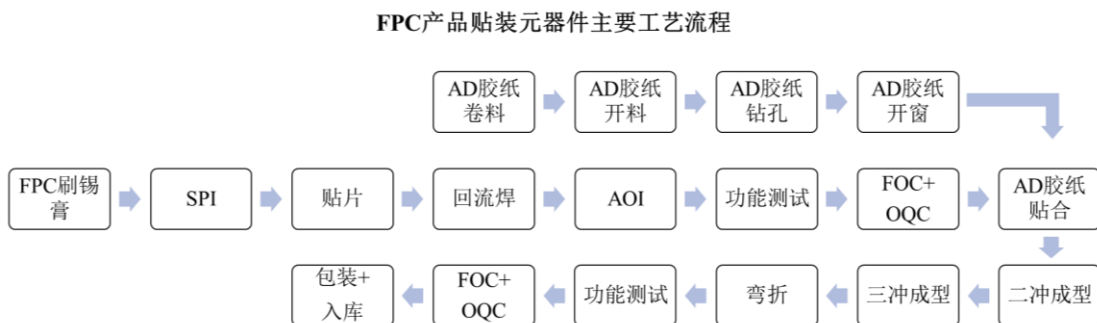 FPC产品贴装元器件主要工艺流程
AD胶纸
卷料
AD胶纸
开料
AD胶纸
钻孔
AD胶纸
开窗
FPC刷锡
膏
SPI
贴片
回流焊
AOI
功能测试
FOC+
OQC
AD胶纸
贴合
包装+
入库
FOC+
OQC
功能测试
弯折
三冲成型
二冲成型